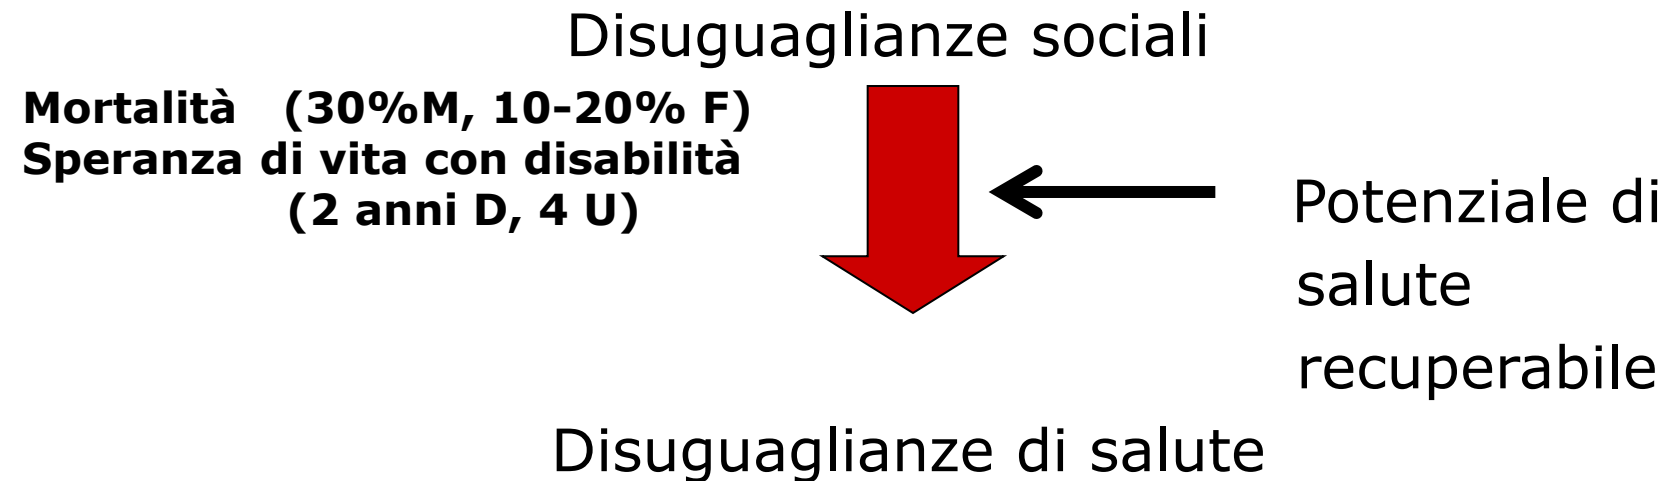 Disuguaglianze sociali
Mortalità (30%M, 10-20% F)
Speranza di vita con disabilità
(2 anni D, 4 U)
Potenziale di
salute
recuperabile
Disuguaglianze di salute